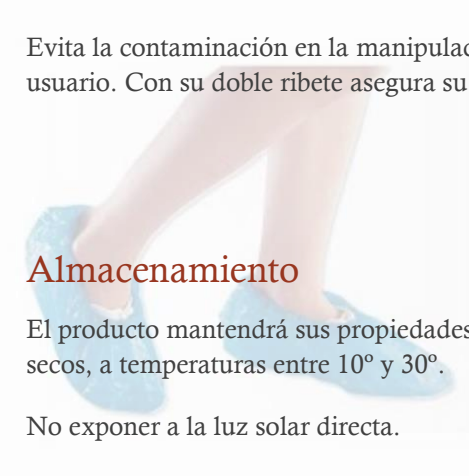 Evita la contaminación en la
usuario. Con su doble ribete asegura su
Almacenamiento
El producto mantendrá sus propiedades
secos, a temperaturas entre 10º y 30º.
No exponer a la luz solar directa.